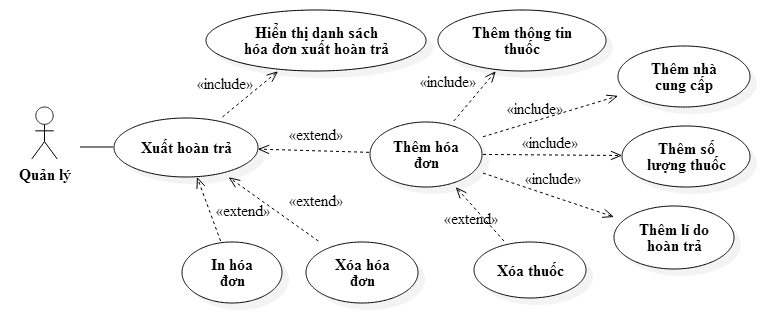 Hiển thị danh sách
hóa đơn xuất hoàn trả
Thêm thông tin
thuốc
Thêm nhà
cung cấp
«include»
«include»
«include»
Xuất hoàn trả
«extend»
Thêm hóa
đơn
«include»
Thêm số
lượng thuốc
Quản lý
«include»
«extend»
«extend»
«extend»
Thêm lí do
hoàn trả
In hóa
đơn
Xóa hóa
đơn
Xóa thuốc